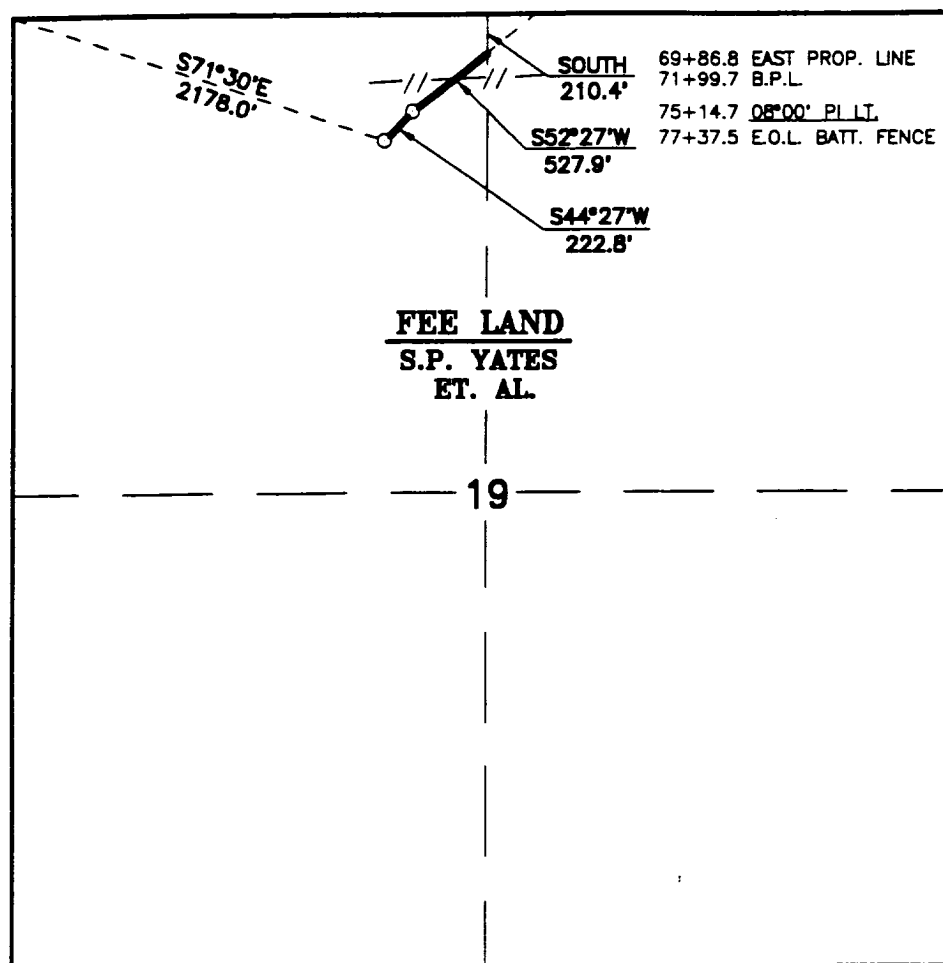 S71°30'E
2178.0'
SOUTH
210.4'
S52°27'W
527.9'
S44°27'W
222.8'
69+86.8 EAST PROP. LINE
71+99.7 B.P.L.
75+14.7 08°00' PI LT.
77+37.5 E.O.L. BATT. FENCE
FEE LAND
S.P. YATES
ET. AL.
19